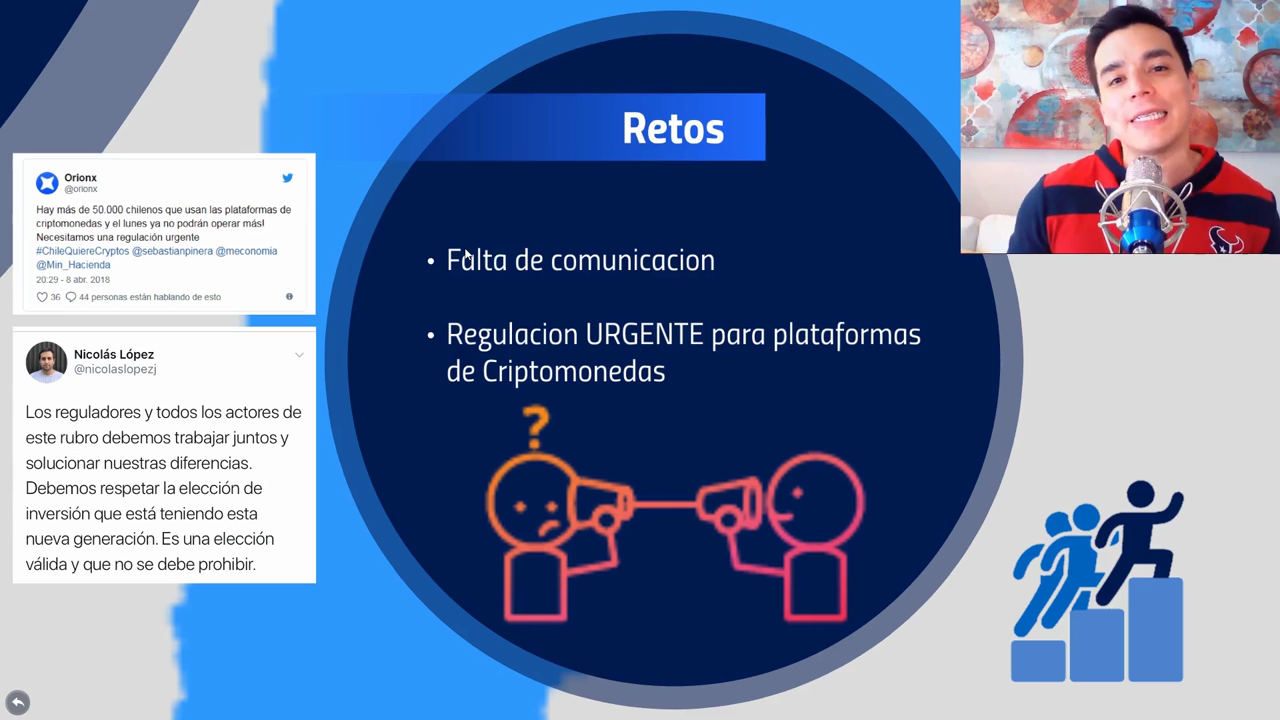 Retos
Orionx
@orionx
Hay más de 50.000 chilenos que usan las plataformas de
criptomonedas y el lunes ya no podrán operar más!
Necesitamos una regulación urgente
#ChileQuiereCryptos @sebastianpinera @meconomia
@Min_Hacienda
20:29 - 8 abr. 2018
36 44 personas están hablando de esto
Nicolás López
@nicolaslopezj
Los reguladores y todos los actores de
este rubro debemos trabajar juntos y
solucionar nuestras diferencias.
Debemos respetar la elección de
inversión que está teniendo esta
nueva generación. Es una elección
válida y que no se debe prohibir.
• Falta de comunicacion
• Regulacion URGENTE para plataformas
de Criptomonedas
?